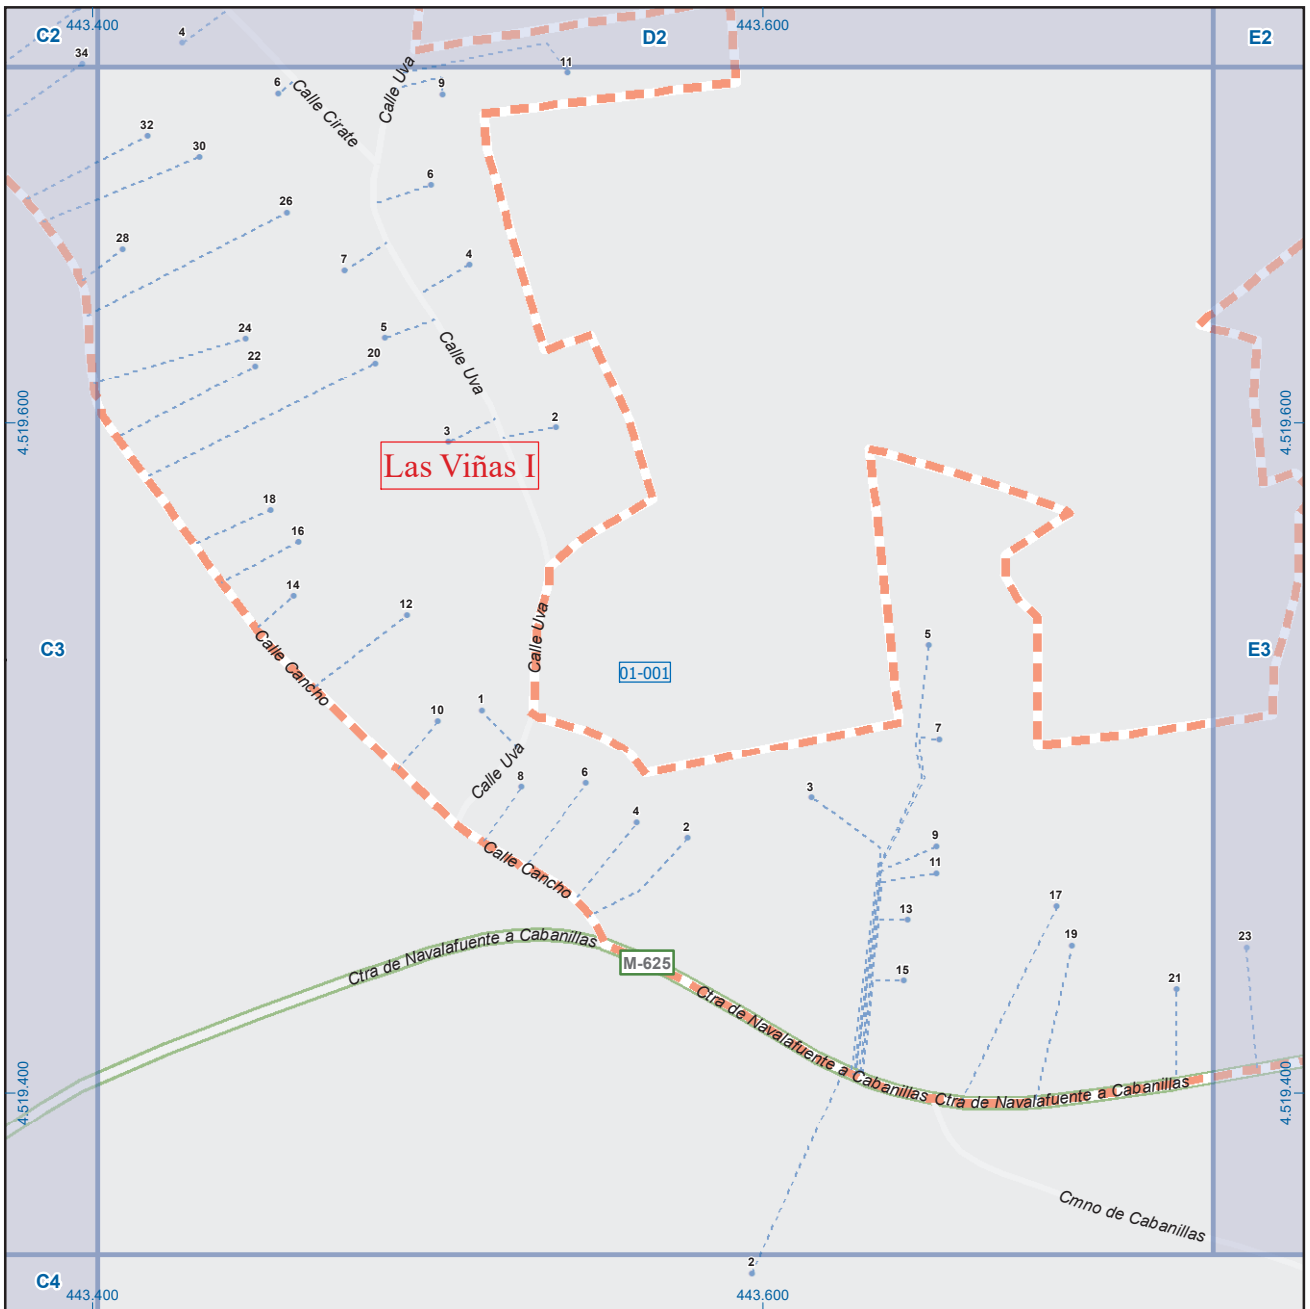 443.400
443.600
C2
D2
E2
4
34
11
6
9
Calle Cirate
Calle Uva
32
30
6
26
28
7
4
24
5
22
20
Calle Uva
4.519.600
4.519.600
3
2
Las Viñas I
18
16
14
12
Calle Cancho
Calle Uva
C3
01-001
5
E3
10
1
7
Calle Uva
8
6
3
4
2
9
11
Calle Cancho
17
13
19
23
Ctra de Navalafuente a Cabanillas
M-625
15
21
Ctra de Navalafuente a Cabanillas
Ctra de Navalafuente a Cabanillas
4.519.400
4.519.400
Cmno de Cabanillas
2
C4
443.400
443.600